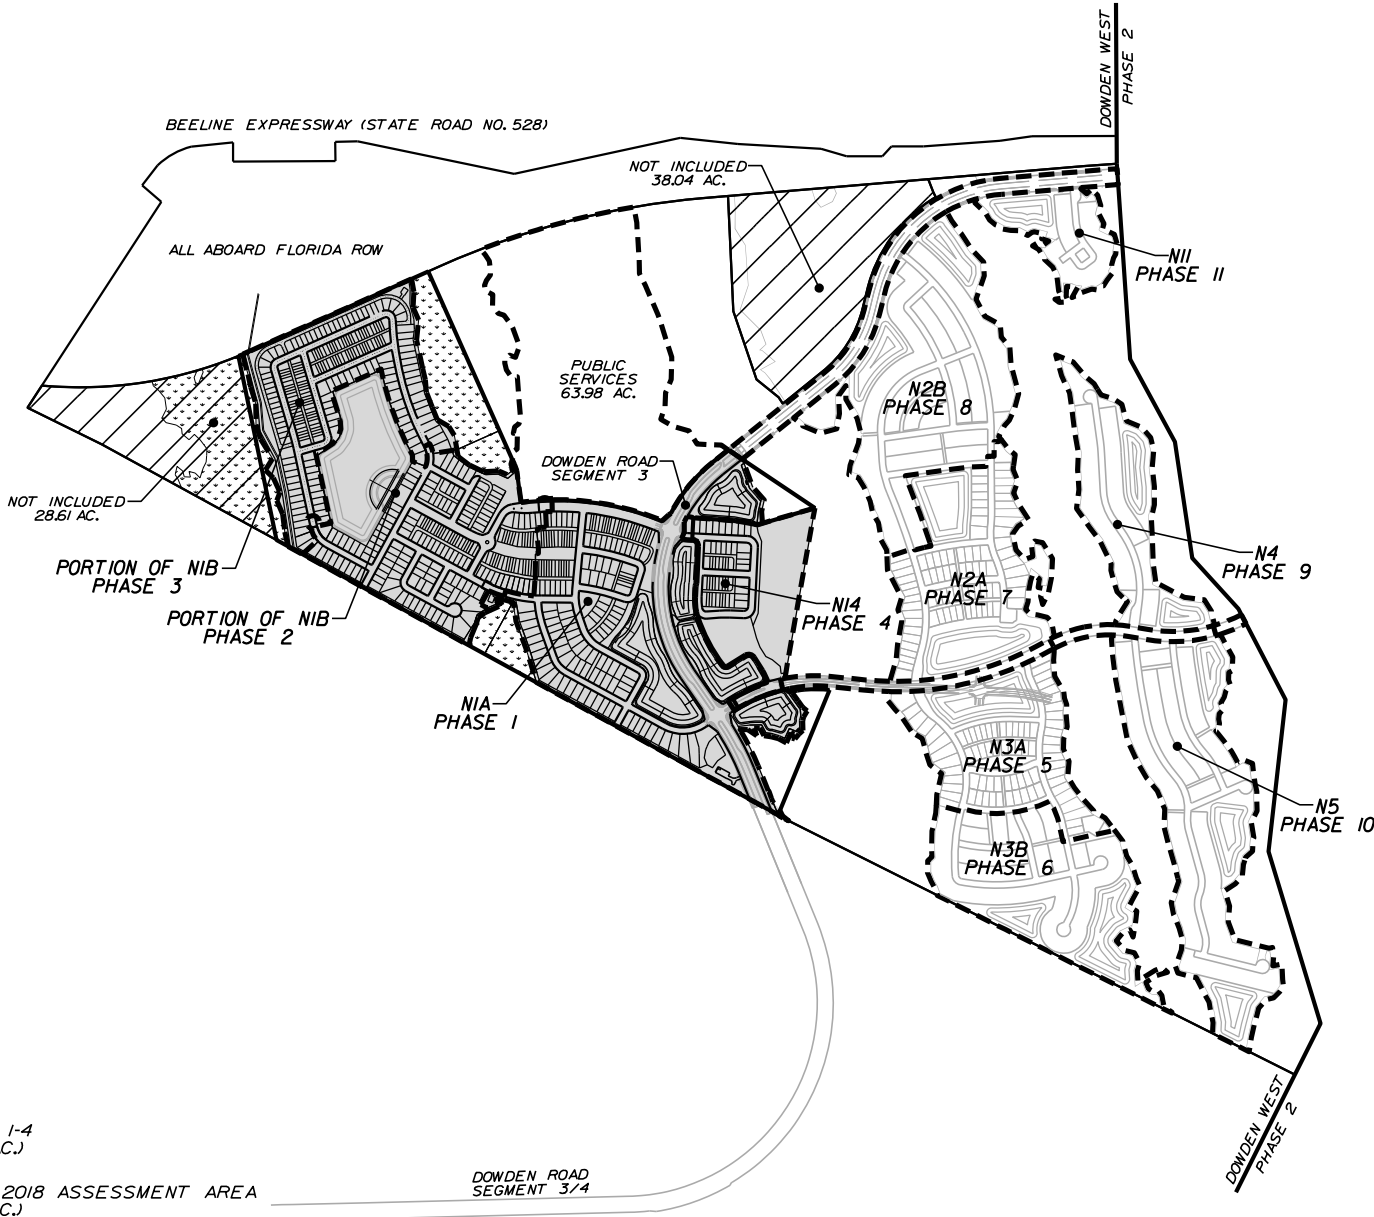 DOWDEN WEST
PHASE 2
BEELINE EXPRESSWAY (STATE ROAD NO. 528)
NOT INCLUDED
38.04 AC.
ALL ABOARD FLORIDA ROW
N11
PHASE 11
PUBLIC
SERVICES
63.98 AC.
N2B
PHASE 8
DOWDEN ROAD
SEGMENT 3
NOT INCLUDED
28.61 AC.
PORTION OF N1B
PHASE 3
N4
PHASE 9
N2A
PHASE 7
N14
PHASE 4
PORTION OF N1B
PHASE 2
N1A
PHASE 1
N3A
PHASE 5
N5
PHASE 10
N3B
PHASE 6
DOWDEN WEST
PHASE 2
1-4
C.)
2018 ASSESSMENT AREA
C.)
DOWDEN ROAD
SEGMENT 3/4